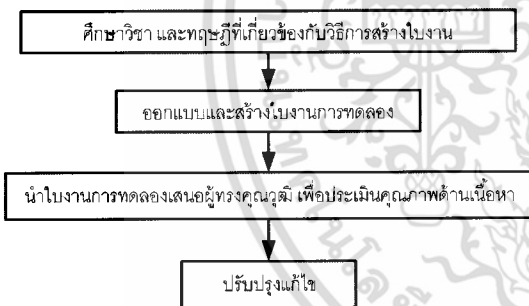 ศึกษาวิชา และทฤษฎีที่เกี่ยวข้องกับวิธีการสร้างใบงาน
ออกแบบและสร้างใบงานการทดลอง
นำใบงานการทดลองเสนอผู้ทรงคุณวุฒิ เพื่อประเมินคุณภาพด้านเนื้อหา
ปรับปรุงแก้ไข